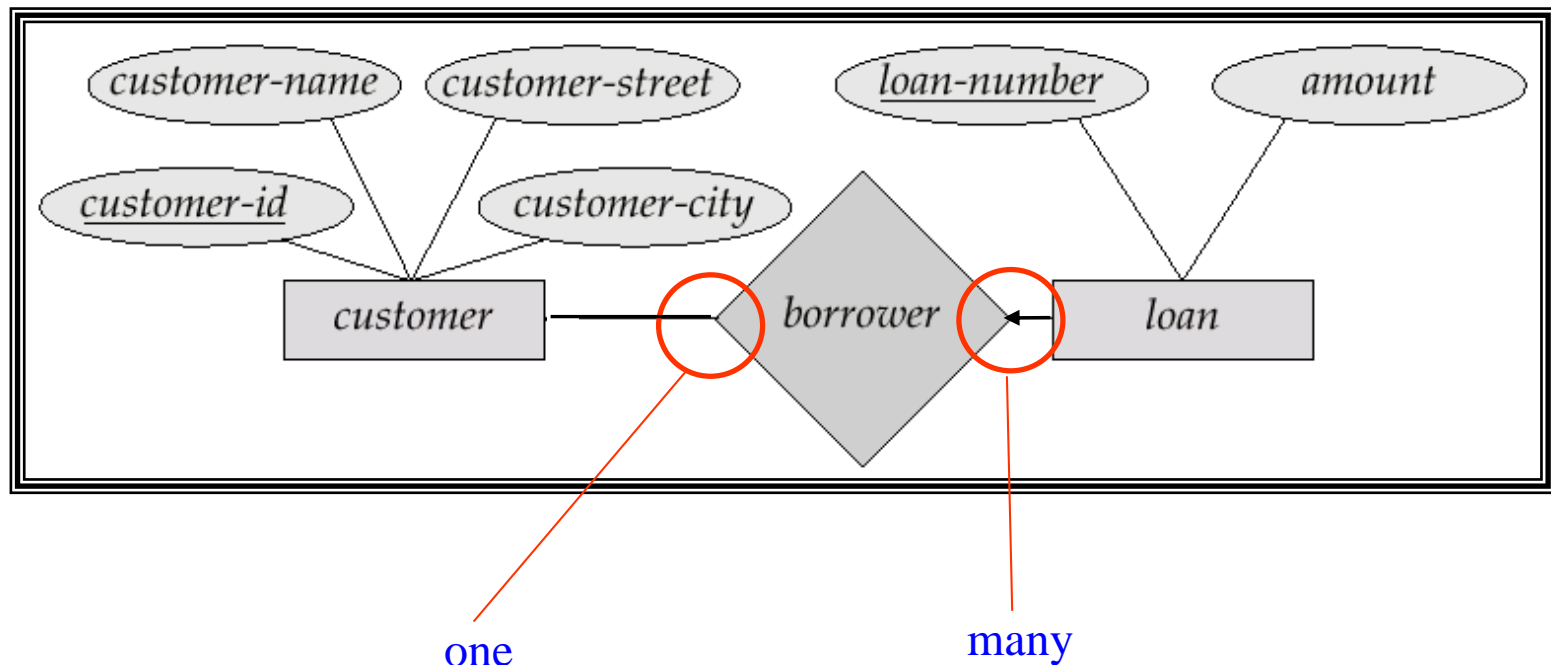 customer-name customer-street loan-number amount
customer-id customer-city
customer borrower loan
one many